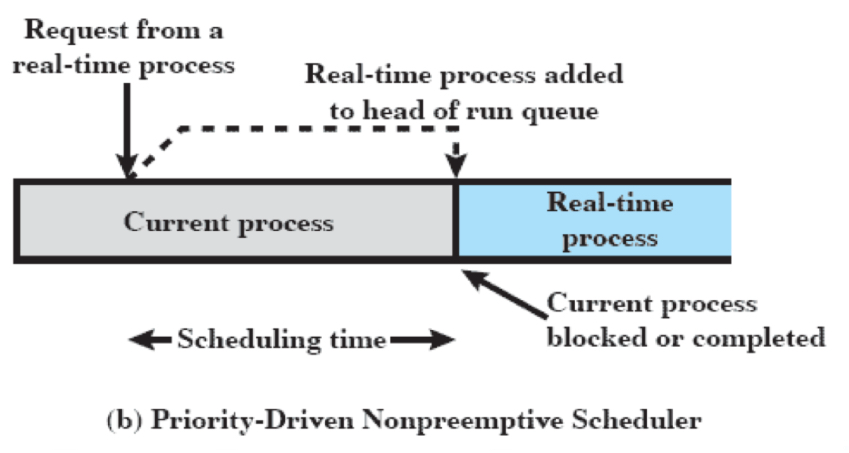 Request from a
real-time process
Real-time process added
to head of run queue
Current process
Real-time
process
Scheduling time
Current process
blocked or completed
(b) Priority-Driven Nonpreemptive Scheduler